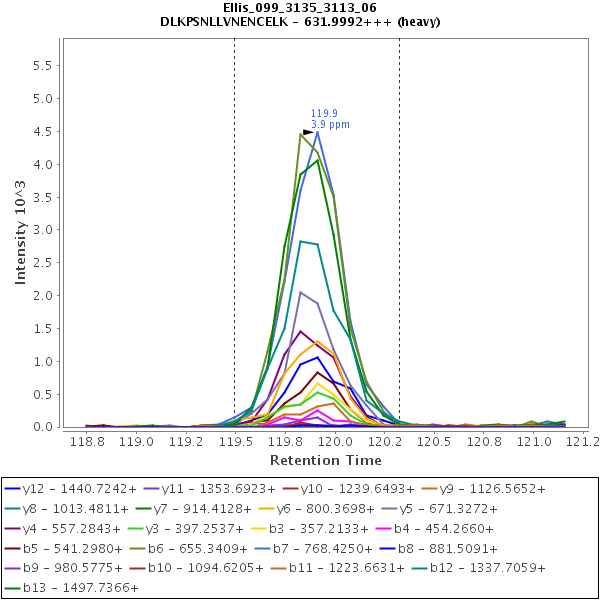 Ellis_099_3135_3113_06
DLKPSNLLVNENCELK - 631.9992+++ (heavy)
119.9
3.9 ppm
Intensity 10^3
5.5
5.0
4.5
4.0
3.5
3.0
2.5
2.0
1.5
1.0
0.5
0.0
118.8 119.0 119.2 119.5 119.8 120.0 120.2 120.5 120.8 121.0 121.2
Retention Time
y12 - 1440.7242+ y11 - 1353.6923+ y10 - 1239.6493+ y9 - 1126.5652+
y8 - 1013.4811+ y7 - 914.4128+ y6 - 800.3698+ y5 - 671.3272+
y4 - 557.2843+ y3 - 397.2537+ b3 - 357.2133+ b4 - 454.2660+
b5 - 541.2980+ b6 - 655.3409+ b7 - 768.4250+ b8 - 881.5091+
b9 - 980.5775+ b10 - 1094.6205+ b11 - 1223.6631+ b12 - 1337.7059+
b13 - 1497.7366+